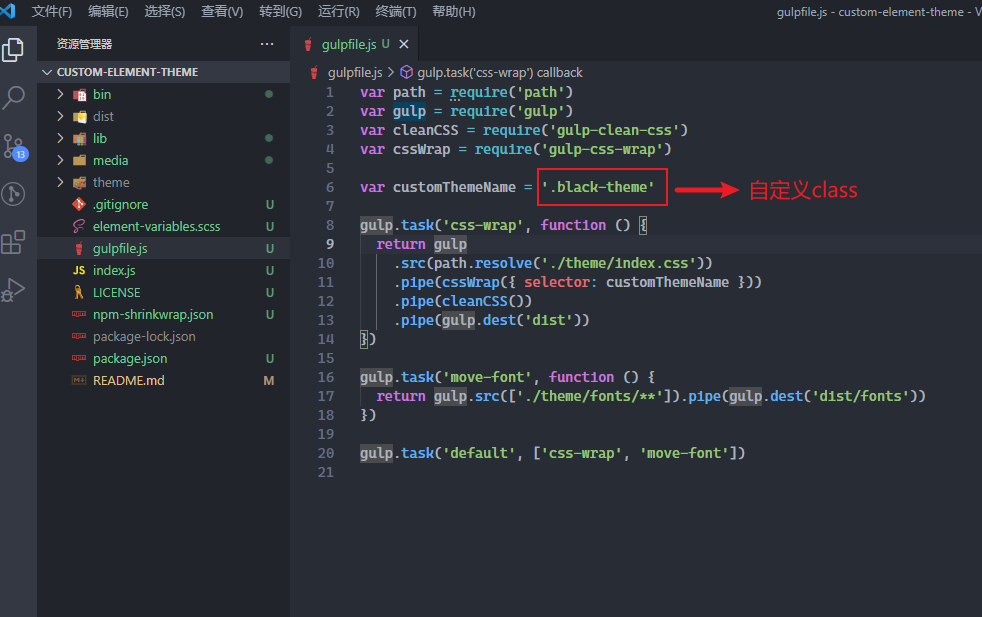 文件(F) 编辑(E) 选择(S) 查看(V) 转到(G) 运行(R) 终端(T) 帮助(H) gulpfile.js - custom-element-theme - V
资源管理器 ···
CUSTOM-ELEMENT-THEME
bin
dist
lib
media
theme
.gitignore U
element-variables.scss U
gulpfile.js U
JS index.js U
LICENSE U
npm-shrinkwrap.json U
package-lock.json
package.json U
README.md M
13
gulpfile.js U ×
gulpfile.js > gulp.task('css-wrap') callback
1 var path = require('path')
2 var gulp = require('gulp')
3 var cleanCSS = require('gulp-clean-css')
4 var cssWrap = require('gulp-css-wrap')
5
6 var customThemeName = '.black-theme' 自定义class
7
8 gulp.task('css-wrap', function () {
9 return gulp
10 .src(path.resolve('./theme/index.css'))
11 .pipe(cssWrap({ selector: customThemeName }))
12 .pipe(cleanCSS())
13 .pipe(gulp.dest('dist'))
14 })
15
16 gulp.task('move-font', function () {
17 return gulp.src(['./theme/fonts/**']).pipe(gulp.dest('dist/fonts'))
18 })
19
20 gulp.task('default', ['css-wrap', 'move-font'])
21